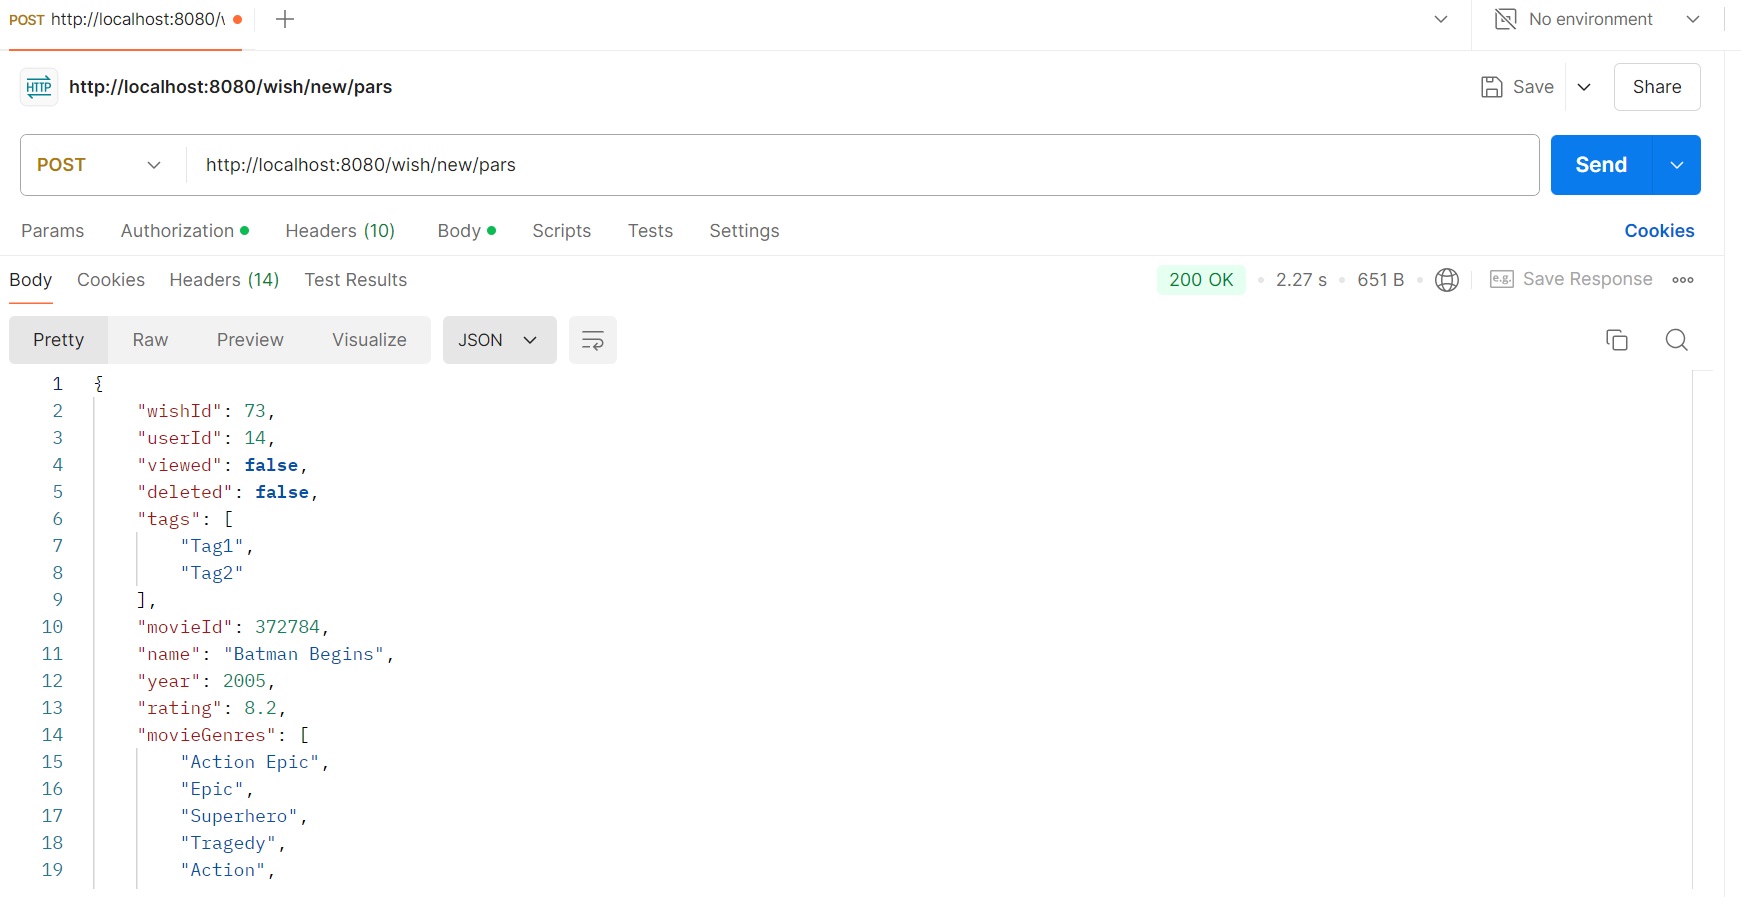 POST http://localhost:8080/\ No environment
HTTP http://localhost:8080/wish/new/pars Save Share
POST http://localhost:8080/wish/new/pars Send
Params Authorization Headers (10) Body Scripts Tests Settings Cookies
Body Cookies Headers (14) Test Results 200 OK 2.27 s 651 B e.g. Save Response
Pretty Raw Preview Visualize JSON
1 {
2 "wishId": 73,
3 "userId": 14,
4 "viewed": false,
5 "deleted": false,
6 "tags": [
7 "Tag1",
8 "Tag2"
9 ],
10 "movieId": 372784,
11 "name": "Batman Begins",
12 "year": 2005,
13 "rating": 8.2,
14 "movieGenres": [
15 "Action Epic",
16 "Epic",
17 "Superhero",
18 "Tragedy",
19 "Action",